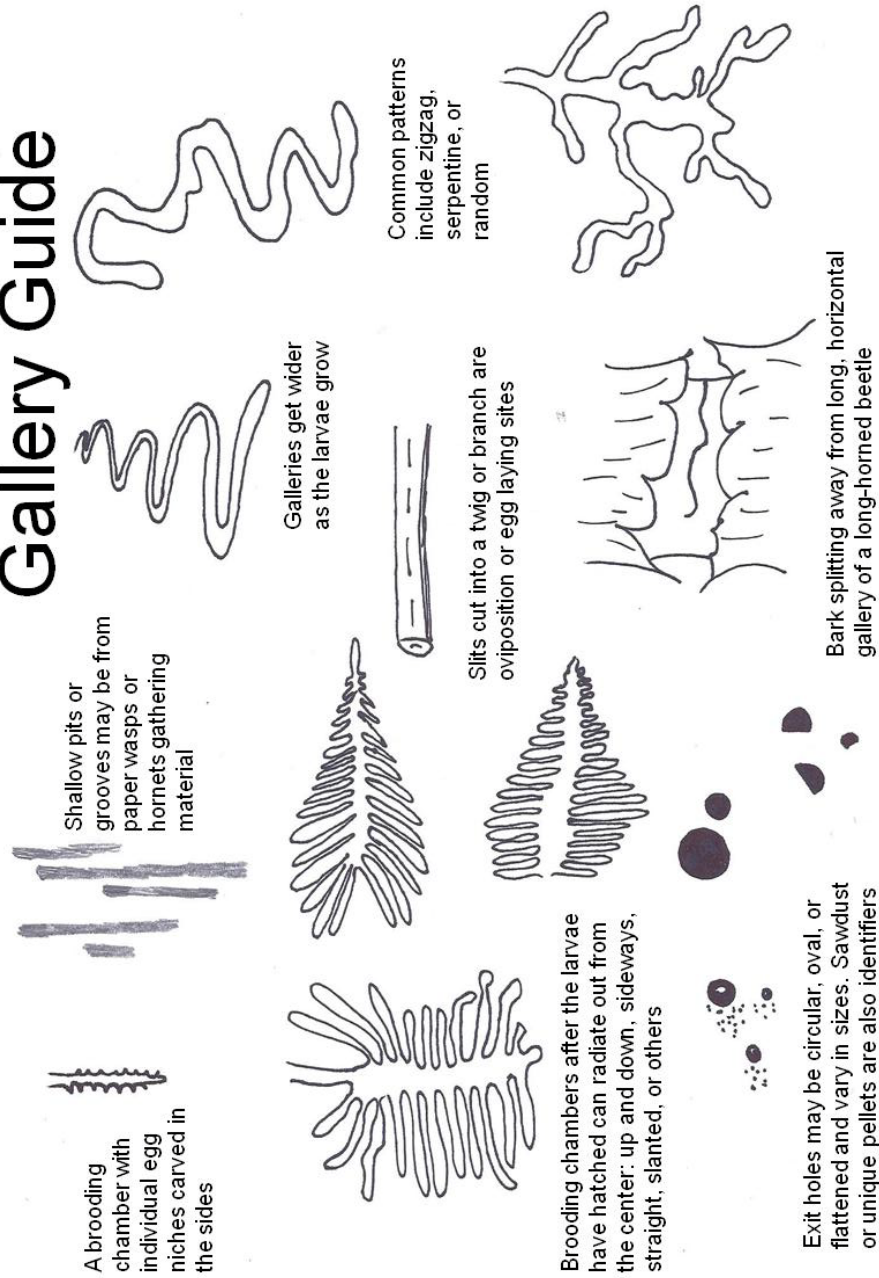 Gallery Guide
A brooding
chamber with
individual egg
niches carved in
the sides
Shallow pits or
grooves may be from
paper wasps or
hornets gathering
material
Galleries get wider
as the larvae grow
Common patterns
include zigzag,
serpentine, or
random
Brooding chambers after the larvae
have hatched can radiate out from
the center: up and down, sideways,
straight, slanted, or others
Slits cut into a twig or branch are
oviposition or egg laying sites
Exit holes may be circular, oval, or
flattened and vary in sizes. Sawdust
or unique pellets are also identifiers
Bark splitting away from long, horizontal
gallery of a long-horned beetle